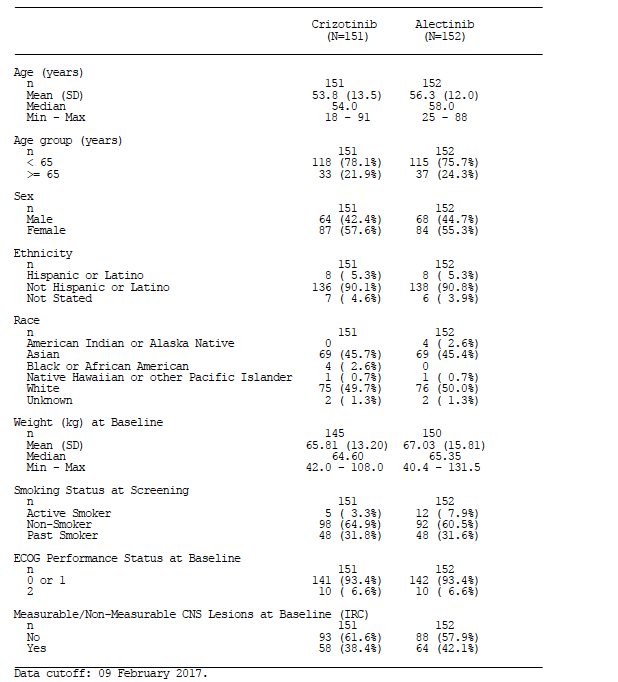 Crizotinib Alectinib
(N=151) (N=152)
Age (years)
n 151 152
Mean (SD) 53.8 (13.5) 56.3 (12.0)
Median 54.0 58.0
Min - Max 18 - 91 25 - 88
Age group (years)
n 151 152
< 65 118 (78.1%) 115 (75.7%)
>= 65 33 (21.9%) 37 (24.3%)
Sex
n 151 152
Male 64 (42.4%) 68 (44.7%)
Female 87 (57.6%) 84 (55.3%)
Ethnicity
n 151 152
Hispanic or Latino 8 ( 5.3%) 8 ( 5.3%)
Not Hispanic or Latino 136 (90.1%) 138 (90.8%)
Not Stated 7 ( 4.6%) 6 ( 3.9%)
Race
n 151 152
American Indian or Alaska Native 0 4 ( 2.6%)
Asian 69 (45.7%) 69 (45.4%)
Black or African American 4 ( 2.6%) 0
Native Hawaiian or other Pacific Islander 1 ( 0.7%) 1 ( 0.7%)
White 75 (49.7%) 76 (50.0%)
Unknown 2 ( 1.3%) 2 ( 1.3%)
Weight (kg) at Baseline
n 145 150
Mean (SD) 65.81 (13.20) 67.03 (15.81)
Median 64.60 65.35
Min - Max 42.0 - 108.0 40.4 - 131.5
Smoking Status at Screening
n 151 152
Active Smoker 5 ( 3.3%) 12 ( 7.9%)
Non-Smoker 98 (64.9%) 92 (60.5%)
Past Smoker 48 (31.8%) 48 (31.6%)
ECOG Performance Status at Baseline
n 151 152
0 or 1 141 (93.4%) 142 (93.4%)
2 10 ( 6.6%) 10 ( 6.6%)
Measurable/Non-Measurable CNS Lesions at Baseline (IRC)
n 151 152
No 93 (61.6%) 88 (57.9%)
Yes 58 (38.4%) 64 (42.1%)
Data cutoff: 09 February 2017.